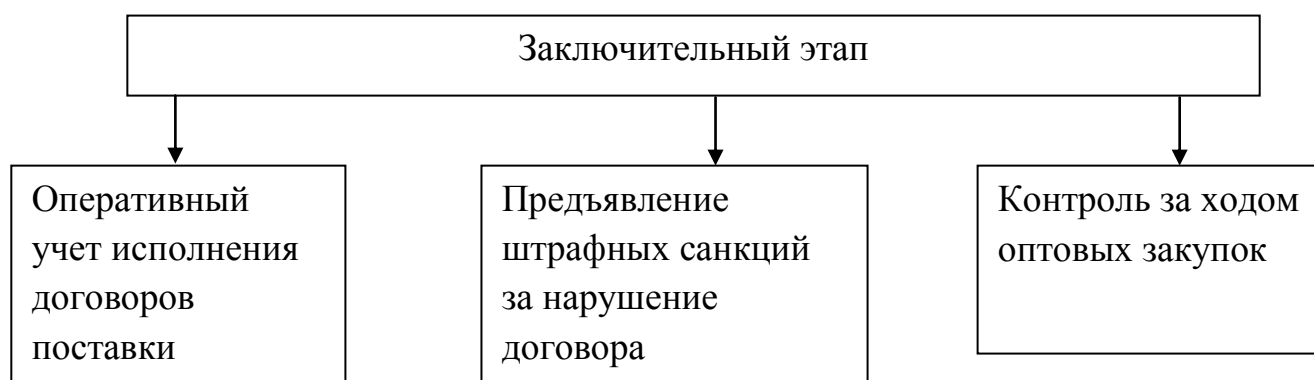 Заключительный этап
Оперативный
учет исполнения
договоров
поставки
Предъявление
штрафных санкций
за нарушение
договора
Контроль за ходом
оптовых закупок